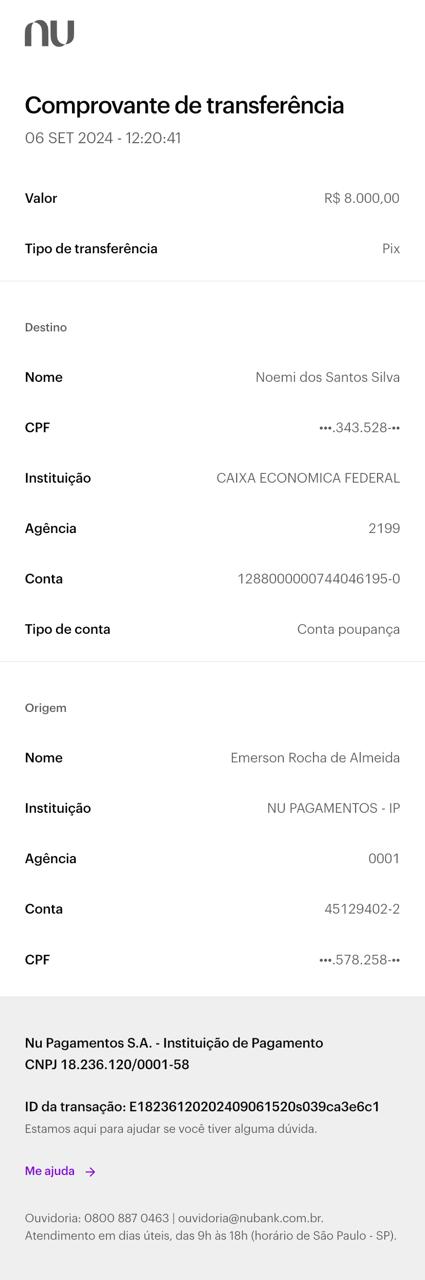 nu
Comprovante de transferência
06 SET 2024 - 12:20:41
Valor R$ 8.000,00
Tipo de transferência Pix
Destino
Nome Noemi dos Santos Silva
CPF •••.343.528-••
Instituição CAIXA ECONOMICA FEDERAL
Agência 2199
Conta 1288000000744046195-0
Tipo de conta Conta poupança
Origem
Nome Emerson Rocha de Almeida
Instituição NU PAGAMENTOS - IP
Agência 0001
Conta 45129402-2
CPF •••.578.258-••
Nu Pagamentos S.A. - Instituição de Pagamento
CNPJ 18.236.120/0001-58
ID da transação: E18236120202409061520s039ca3e6c1
Estamos aqui para ajudar se você tiver alguma dúvida.
Me ajuda →
Ouvidoria: 0800 887 0463 | ouvidoria@nubank.com.br.
Atendimento em dias úteis, das 9h às 18h (horário de São Paulo - SP).